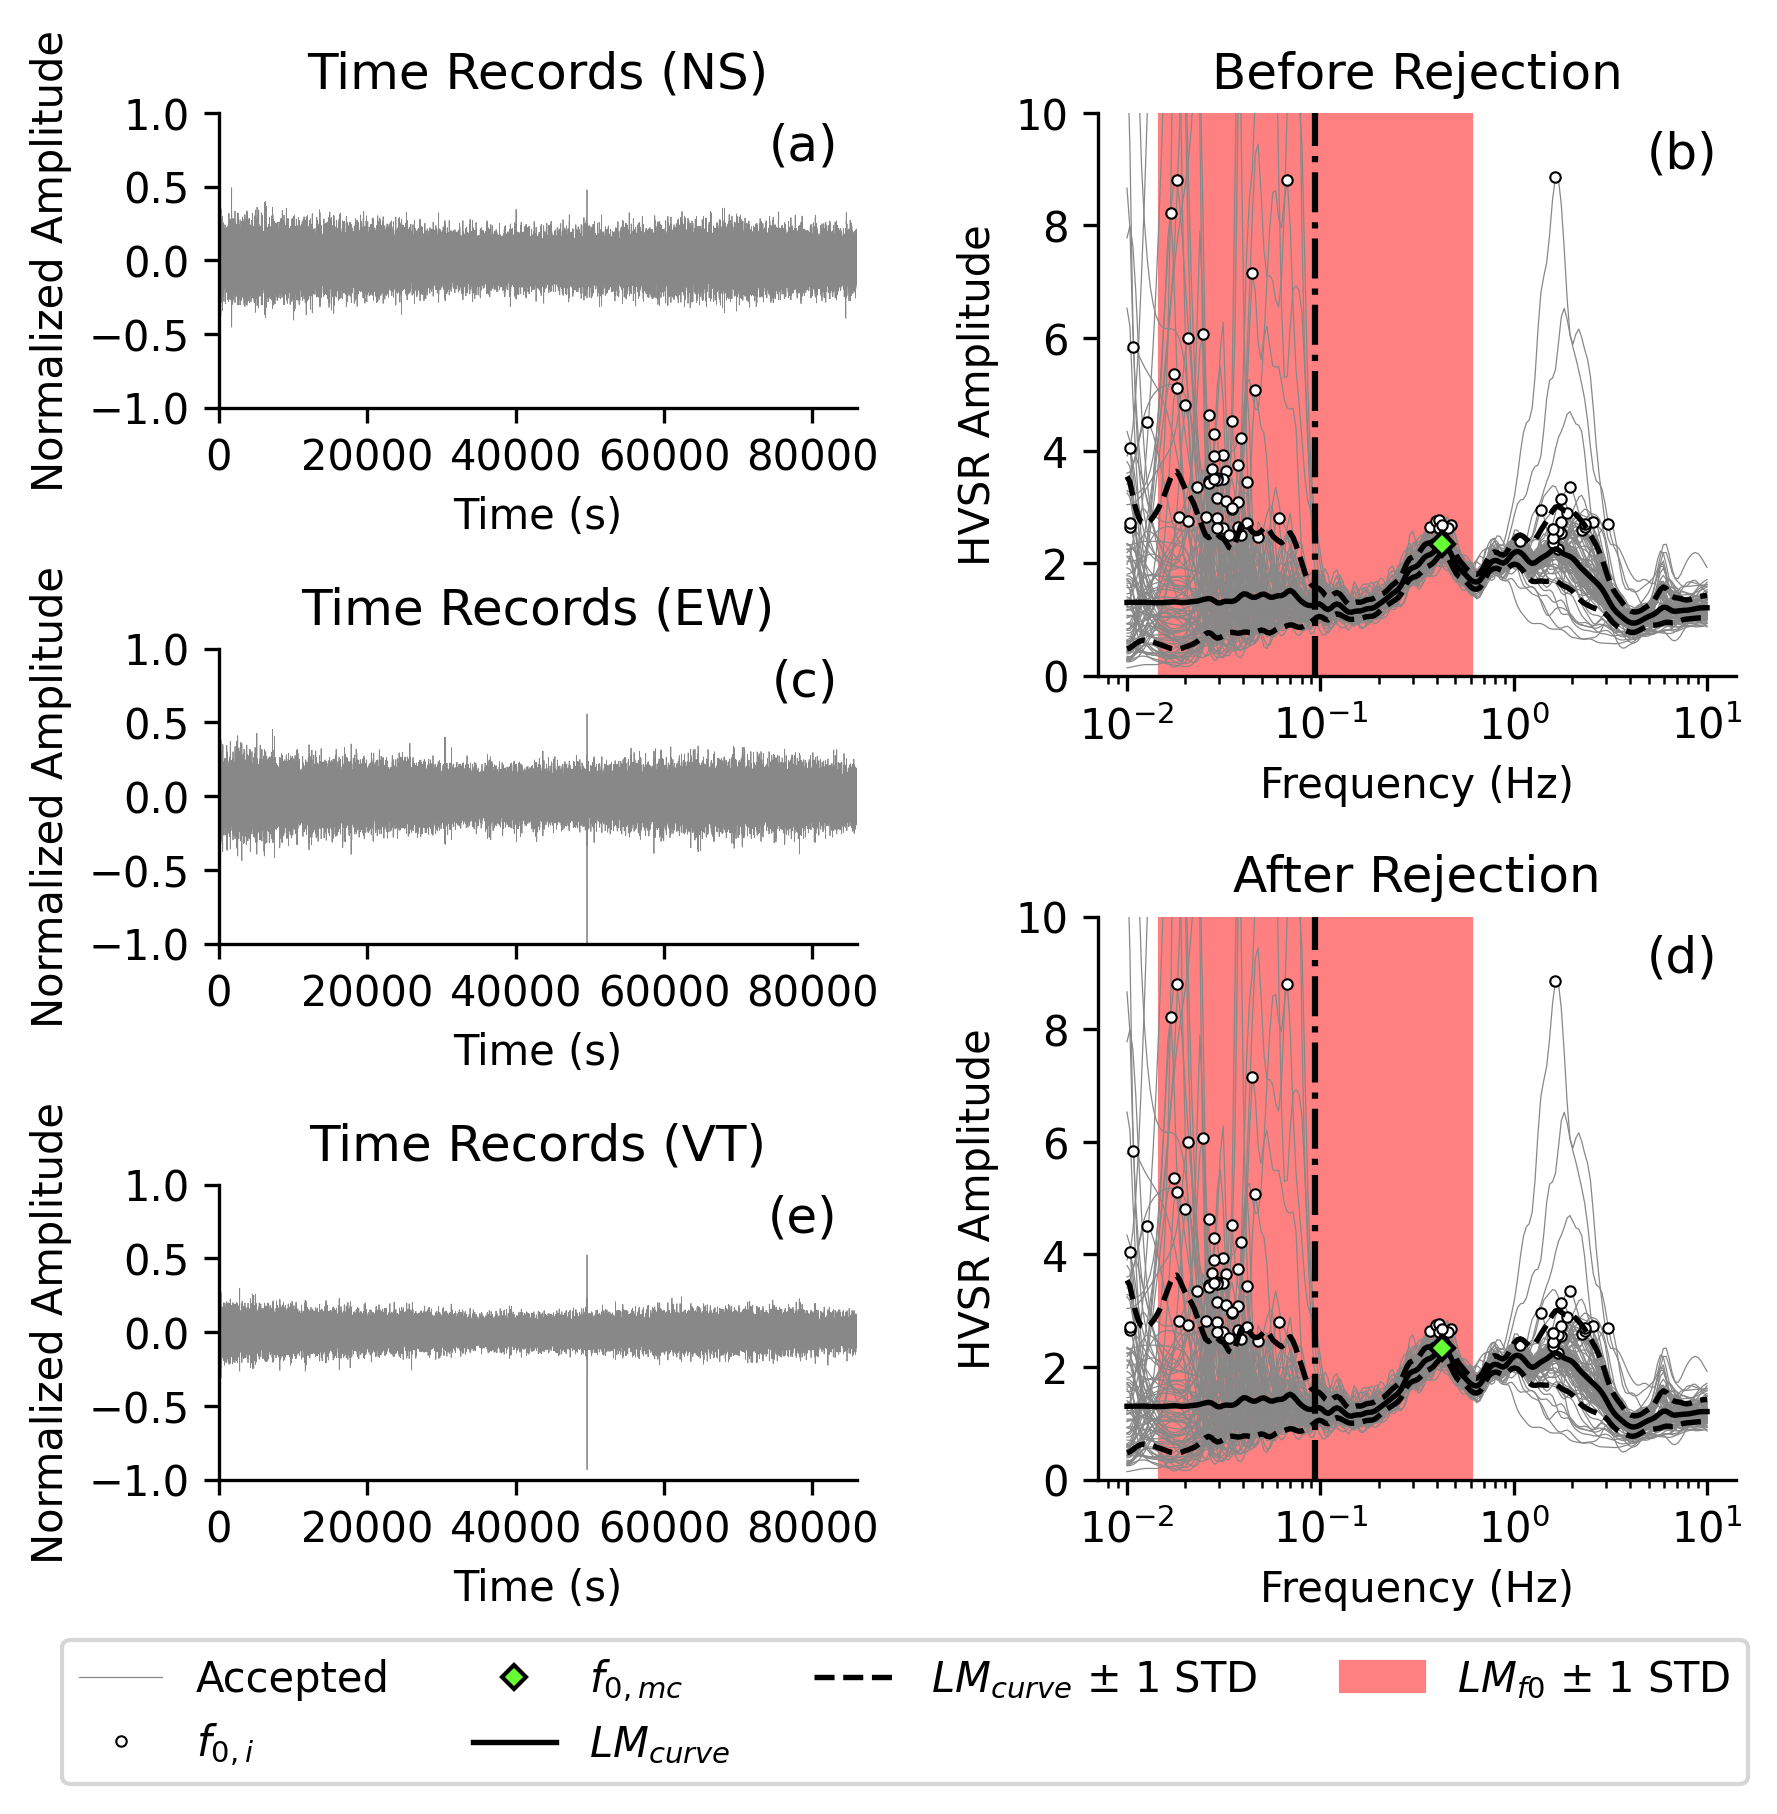 Time Records (NS)
Normalized Amplitude
1.0
0.5
0.0
−0.5
−1.0
(a)
0 20000 40000 60000 80000
Time (s)
Before Rejection
HVSR Amplitude
10
8
6
4
2
0
(b)
10⁻² 10⁻¹ 10⁰ 10¹
Frequency (Hz)
Time Records (EW)
Normalized Amplitude
1.0
0.5
0.0
−0.5
−1.0
(c)
0 20000 40000 60000 80000
Time (s)
After Rejection
HVSR Amplitude
10
8
6
4
2
0
(d)
10⁻² 10⁻¹ 10⁰ 10¹
Frequency (Hz)
Time Records (VT)
Normalized Amplitude
1.0
0.5
0.0
−0.5
−1.0
(e)
0 20000 40000 60000 80000
Time (s)
Accepted f0,mc LMcurve ± 1 STD LMf0 ± 1 STD
f0,i LMcurve